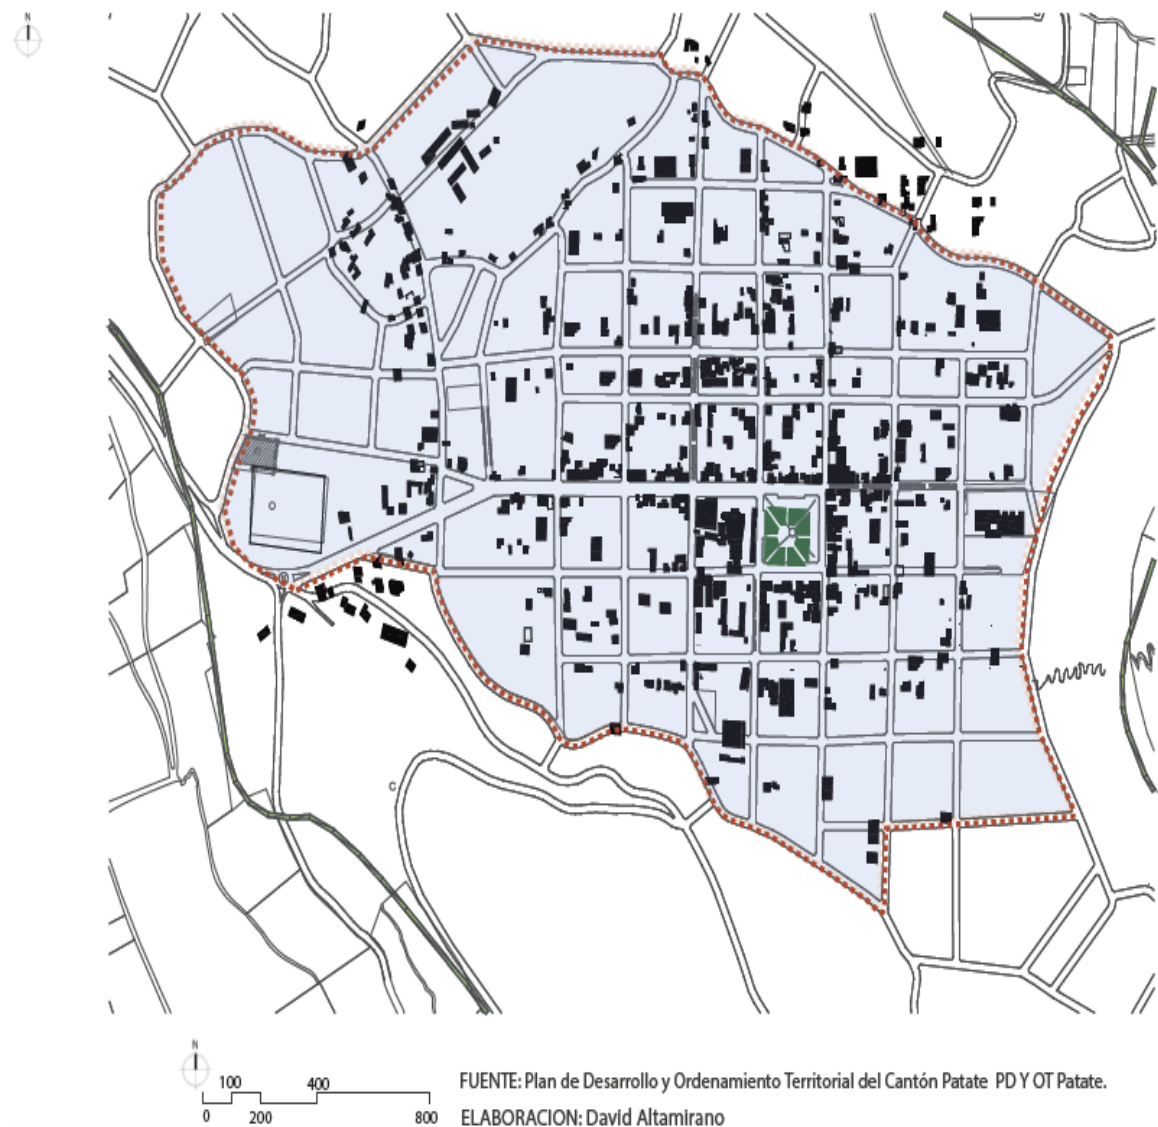 N
C
N
100 400
0 200 800
FUENTE: Plan de Desarrollo y Ordenamiento Territorial del Cantón Patate PD Y OT Patate.
ELABORACION: David Altamirano